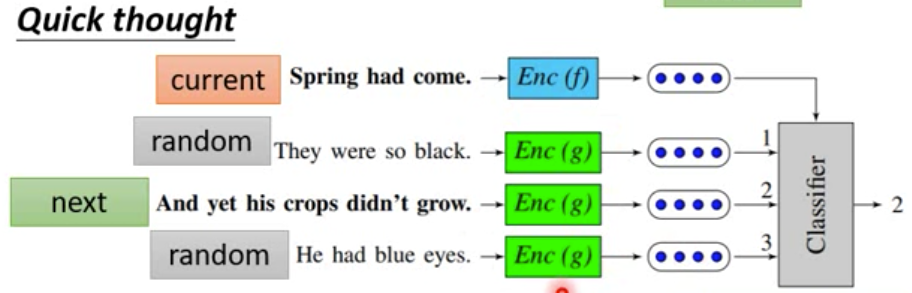 Quick thought
current Spring had come. Enc (f)
random They were so black. Enc (g) 1
next And yet his crops didn't grow. Enc (g) 2 Classifier 2
random He had blue eyes. Enc (g) 3